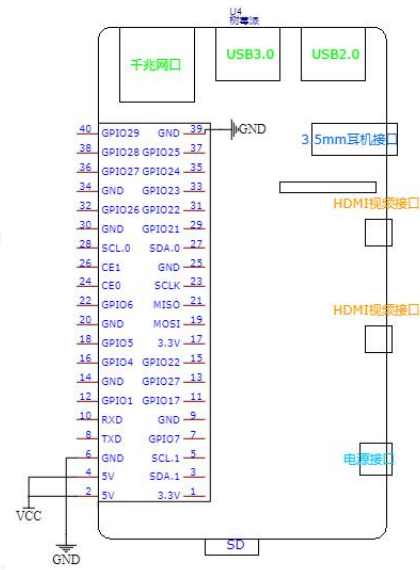 U4
树莓派
千兆网口
USB3.0
USB2.0
3.5mm耳机接口
HDMI视频接口
HDMI视频接口
电源接口
SD
40 GPIO29 GND 39 GND
38 GPIO28 GPIO25 37
36 GPIO27 GPIO24 35
34 GND GPIO23 33
32 GPIO26 GPIO22 31
30 GND GPIO21 29
28 SCL.0 SDA.0 27
26 CE1 GND 25
24 CE0 SCLK 23
22 GPIO6 MISO 21
20 GND MOSI 19
18 GPIO5 3.3V 17
16 GPIO4 GPIO22 15
14 GND GPIO27 13
12 GPIO1 GPIO17 11
10 RXD GND 9
8 TXD GPIO7 7
6 GND SCL.1 5
4 5V SDA.1 3
2 5V 3.3V 1
VCC
GND